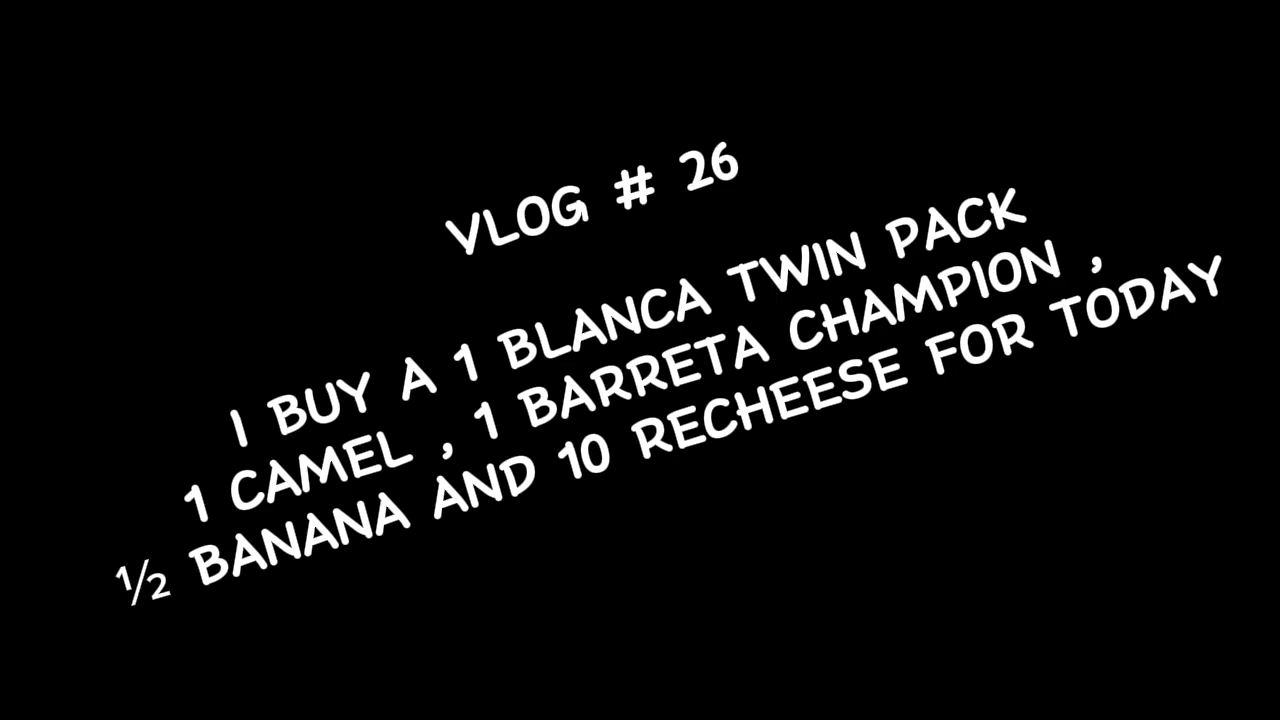 VLOG # 26
I BUY A 1 BLANCA TWIN PACK
1 CAMEL , 1 BARRETA CHAMPION ,
½ BANANA AND 10 RECHEESE FOR TODAY